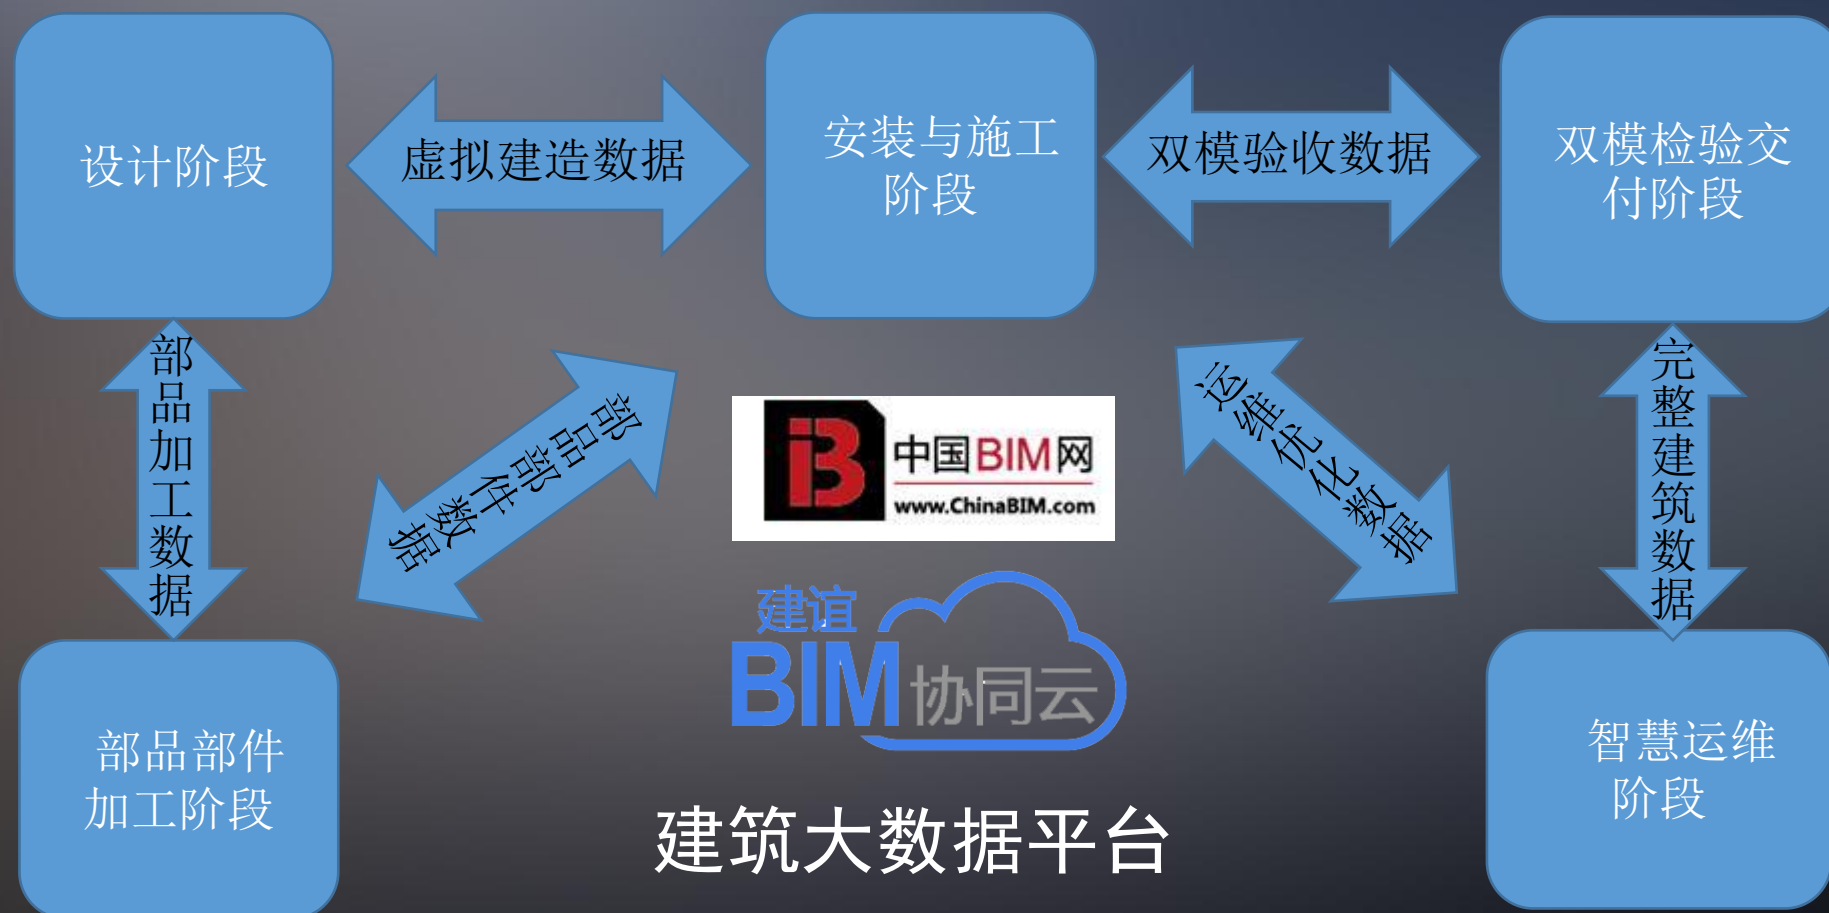 设计阶段
虚拟建造数据
安装与施工
阶段
双模验收数据
双模检验交
付阶段
部品加工数据
部品部件数据
运维优化数据
完整建筑数据
中国BIM网
www.ChinaBIM.com
建谊
BIM协同云
部品部件
加工阶段
智慧运维
阶段
建筑大数据平台